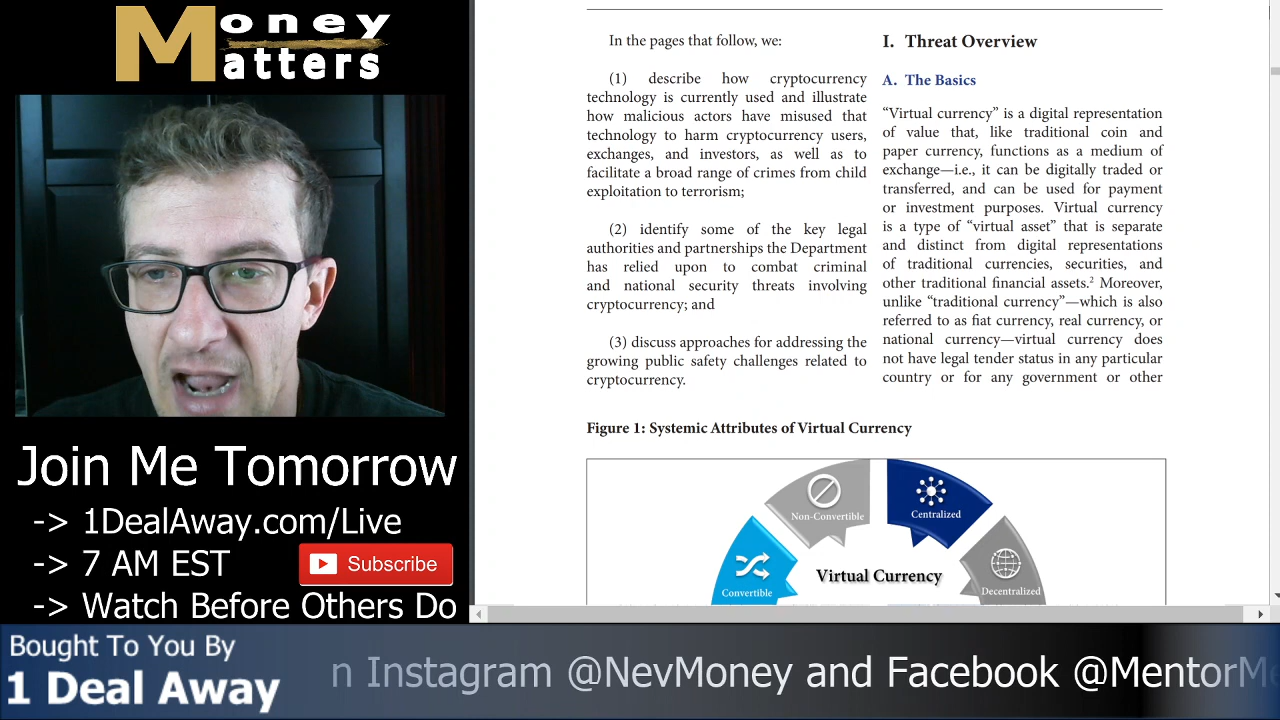 Money
Matters
Join Me Tomorrow
-> 1DealAway.com/Live
-> 7 AM EST
Subscribe
-> Watch Before Others Do
In the pages that follow, we:
(1) describe how cryptocurrency
technology is currently used and illustrate
how malicious actors have misused that
technology to harm cryptocurrency users,
exchanges, and investors, as well as to
facilitate a broad range of crimes from child
exploitation to terrorism;
(2) identify some of the key legal
authorities and partnerships the Department
has relied upon to combat criminal
and national security threats involving
cryptocurrency; and
(3) discuss approaches for addressing the
growing public safety challenges related to
cryptocurrency.
I. Threat Overview
A. The Basics
“Virtual currency” is a digital representation
of value that, like traditional coin and
paper currency, functions as a medium of
exchange—i.e., it can be digitally traded or
transferred, and can be used for payment
or investment purposes. Virtual currency
is a type of “virtual asset” that is separate
and distinct from digital representations
of traditional currencies, securities, and
other traditional financial assets.² Moreover,
unlike “traditional currency”—which is also
referred to as fiat currency, real currency, or
national currency—virtual currency does
not have legal tender status in any particular
country or for any government or other
Figure 1: Systemic Attributes of Virtual Currency
Non-Convertible
Centralized
Virtual Currency
Convertible
Decentralized
Bought To You By
1 Deal Away
n Instagram @NevMoney and Facebook @MentorM